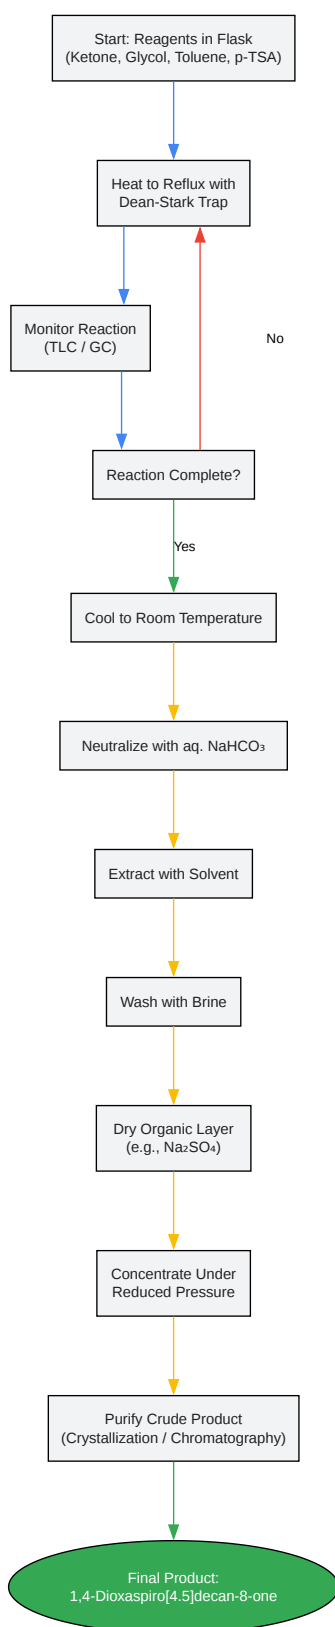 Start: Reagents in Flask
(Ketone, Glycol, Toluene, p-TSA)
Heat to Reflux with
Dean-Stark Trap
Monitor Reaction
(TLC / GC)
No
Reaction Complete?
Yes
Cool to Room Temperature
Neutralize with aq. NaHCO₃
Extract with Solvent
Wash with Brine
Dry Organic Layer
(e.g., Na₂SO₄)
Concentrate Under
Reduced Pressure
Purify Crude Product
(Crystallization / Chromatography)
Final Product:
1,4-Dioxaspiro[4.5]decan-8-one